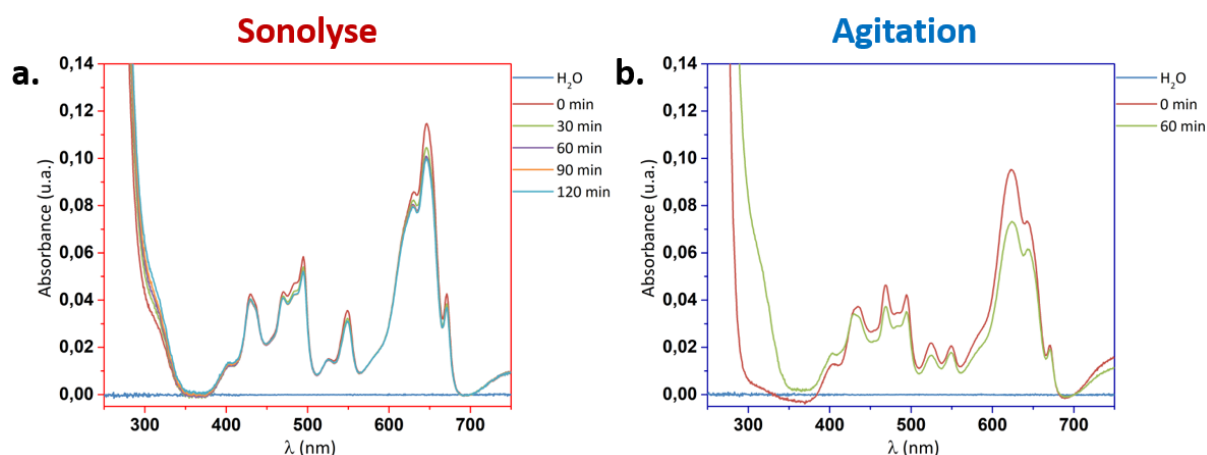 Sonolyse
a.
0,14
0,12
0,10
0,08
0,06
0,04
0,02
0,00
Absorbance (u.a.)
300 400 500 600 700
λ (nm)
H₂O
0 min
30 min
60 min
90 min
120 min
Agitation
b.
0,14
0,12
0,10
0,08
0,06
0,04
0,02
0,00
Absorbance (u.a.)
300 400 500 600 700
λ (nm)
H₂O
0 min
60 min